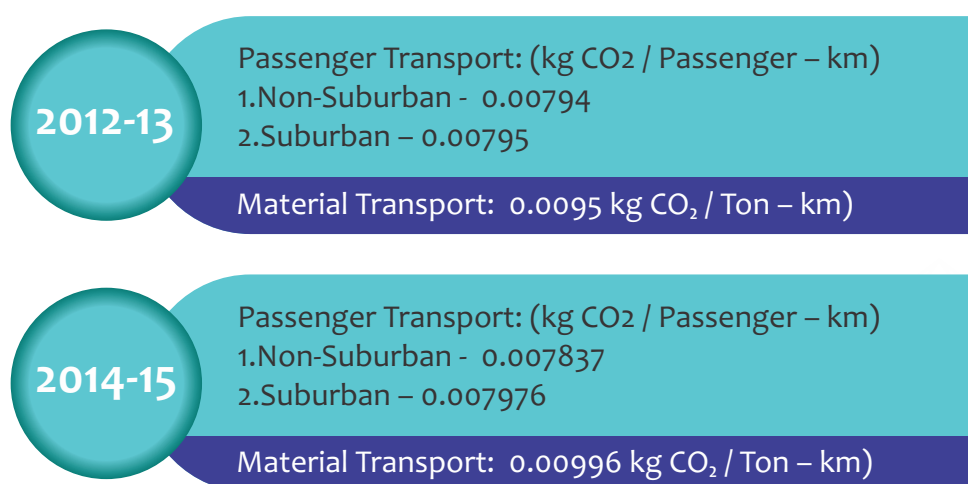 2012-13
Passenger Transport: (kg CO2 / Passenger – km)
1.Non-Suburban -  0.00794
2.Suburban – 0.00795
Material Transport:  0.0095 kg CO₂ / Ton – km)
2014-15
Passenger Transport: (kg CO2 / Passenger – km)
1.Non-Suburban -  0.007837
2.Suburban – 0.007976
Material Transport:  0.00996 kg CO₂ / Ton – km)